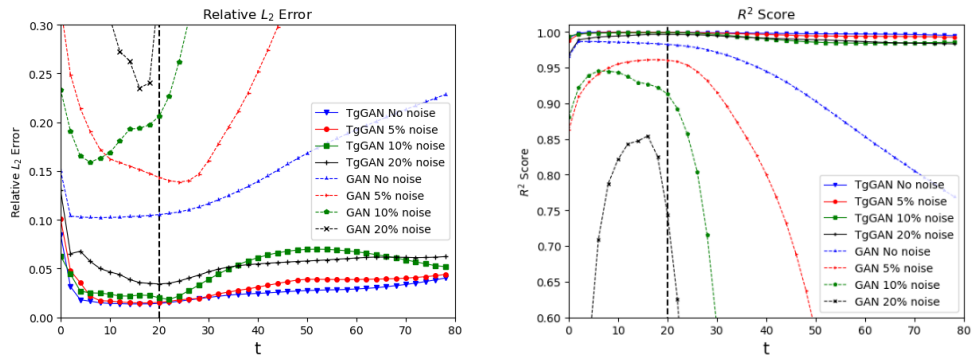 Relative L₂ Error
Relative L₂ Error
0.30
0.25
0.20
0.15
0.10
0.05
0.00
TgGAN No noise
TgGAN 5% noise
TgGAN 10% noise
TgGAN 20% noise
GAN No noise
GAN 5% noise
GAN 10% noise
GAN 20% noise
0 10 20 30 40 50 60 70 80
t
R² Score
R² Score
1.00
0.95
0.90
0.85
0.80
0.75
0.70
0.65
0.60
TgGAN No noise
TgGAN 5% noise
TgGAN 10% noise
TgGAN 20% noise
GAN No noise
GAN 5% noise
GAN 10% noise
GAN 20% noise
0 10 20 30 40 50 60 70 80
t